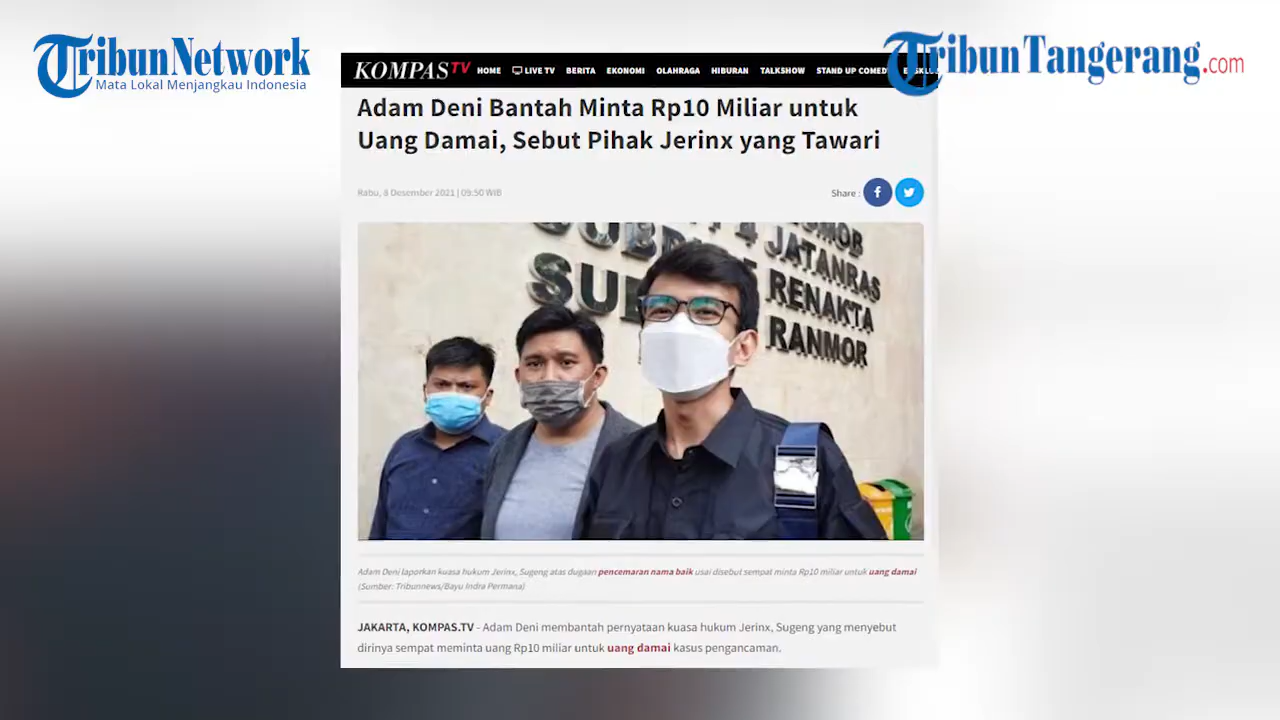 TribunNetwork
Mata Lokal Menjangkau Indonesia
TribunTangerang.com
KOMPASTV HOME LIVE TV BERITA EKONOMI OLAHRAGA HIBURAN TALKSHOW STAND UP COMEDY
Adam Deni Bantah Minta Rp10 Miliar untuk
Uang Damai, Sebut Pihak Jerinx yang Tawari
Rabu, 8 Desember 2021 | 09:50 WIB
Share :
JATANRAS
SU
RENAKTA
RANMOR
Adam Deni laporkan kuasa hukum Jerinx, Sugeng atas dugaan pencemaran nama baik usai disebut sempat minta Rp10 miliar untuk uang damai
(Sumber: Tribunnews/Bayu Indra Permana)
JAKARTA, KOMPAS.TV - Adam Deni membantah pernyataan kuasa hukum Jerinx, Sugeng yang menyebut
dirinya sempat meminta uang Rp10 miliar untuk uang damai kasus pengancaman.